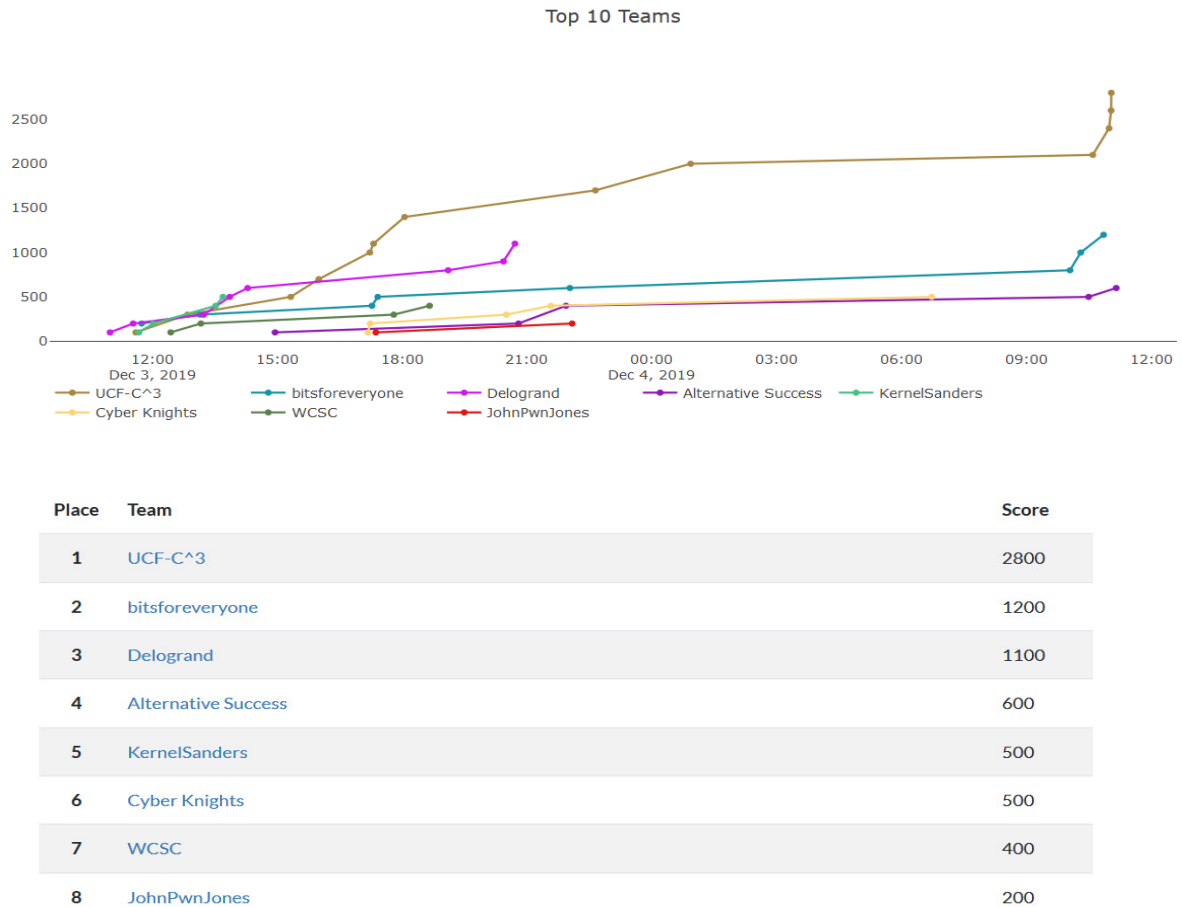 Top 10 Teams
2500
2000
1500
1000
500
0
12:00 15:00 18:00 21:00 00:00 03:00 06:00 09:00 12:00
Dec 3, 2019 Dec 4, 2019
UCF-C^3 bitsforeveryone Delogrand Alternative Success KernelSanders
Cyber Knights WCSC JohnPwnJones
Place Team Score
1 UCF-C^3 2800
2 bitsforeveryone 1200
3 Delogrand 1100
4 Alternative Success 600
5 KernelSanders 500
6 Cyber Knights 500
7 WCSC 400
8 JohnPwnJones 200